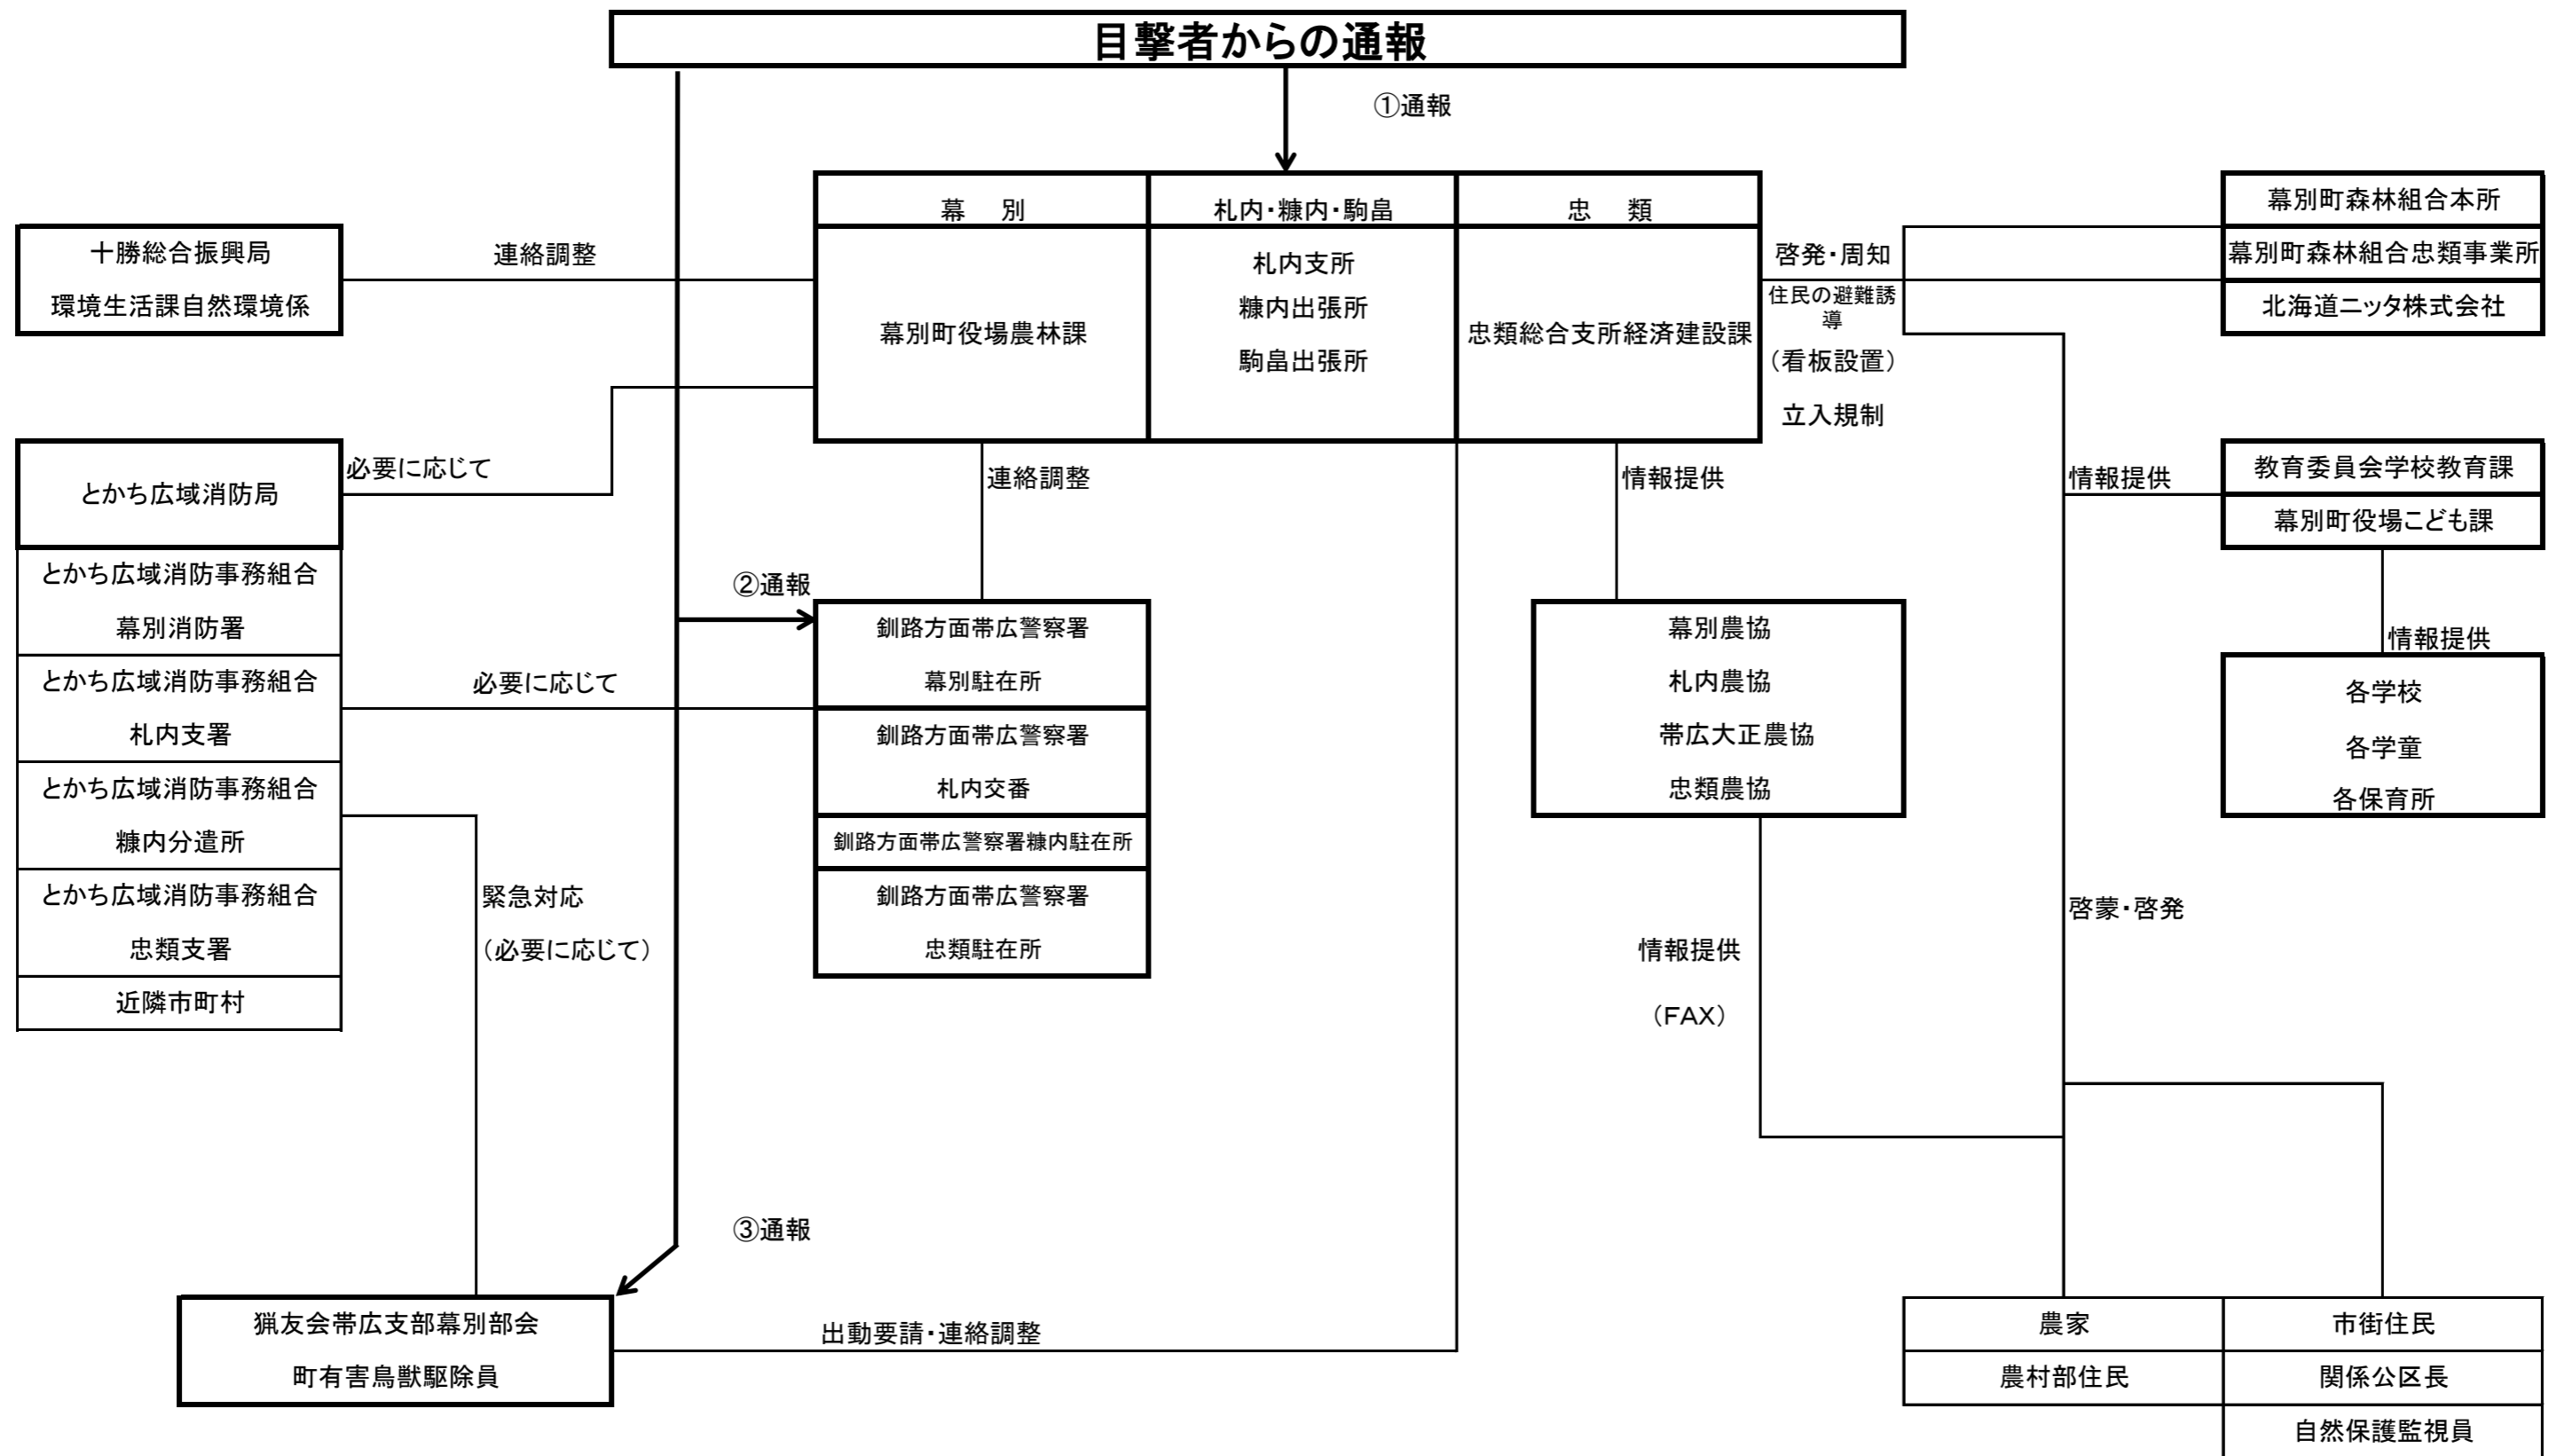 目撃者からの通報
①通報
幕　別
札内・糠内・駒畠
忠　類
幕別町役場農林課
札内支所
糠内出張所
駒畠出張所
忠類総合支所経済建設課
十勝総合振興局
環境生活課自然環境係
連絡調整
啓発・周知
住民の避難誘
導
（看板設置）
立入規制
幕別町森林組合本所
幕別町森林組合忠類事業所
北海道ニッタ株式会社
とかち広域消防局
必要に応じて
連絡調整
情報提供
情報提供
教育委員会学校教育課
幕別町役場こども課
とかち広域消防事務組合
幕別消防署
とかち広域消防事務組合
札内支署
とかち広域消防事務組合
糠内分遣所
とかち広域消防事務組合
忠類支署
近隣市町村
②通報
必要に応じて
釧路方面帯広警察署
幕別駐在所
釧路方面帯広警察署
札内交番
釧路方面帯広警察署糠内駐在所
釧路方面帯広警察署
忠類駐在所
幕別農協
札内農協
帯広大正農協
忠類農協
情報提供
各学校
各学童
各保育所
緊急対応
（必要に応じて）
情報提供
（FAX）
啓蒙・啓発
③通報
猟友会帯広支部幕別部会
町有害鳥獣駆除員
出動要請・連絡調整
農家
農村部住民
市街住民
関係公区長
自然保護監視員